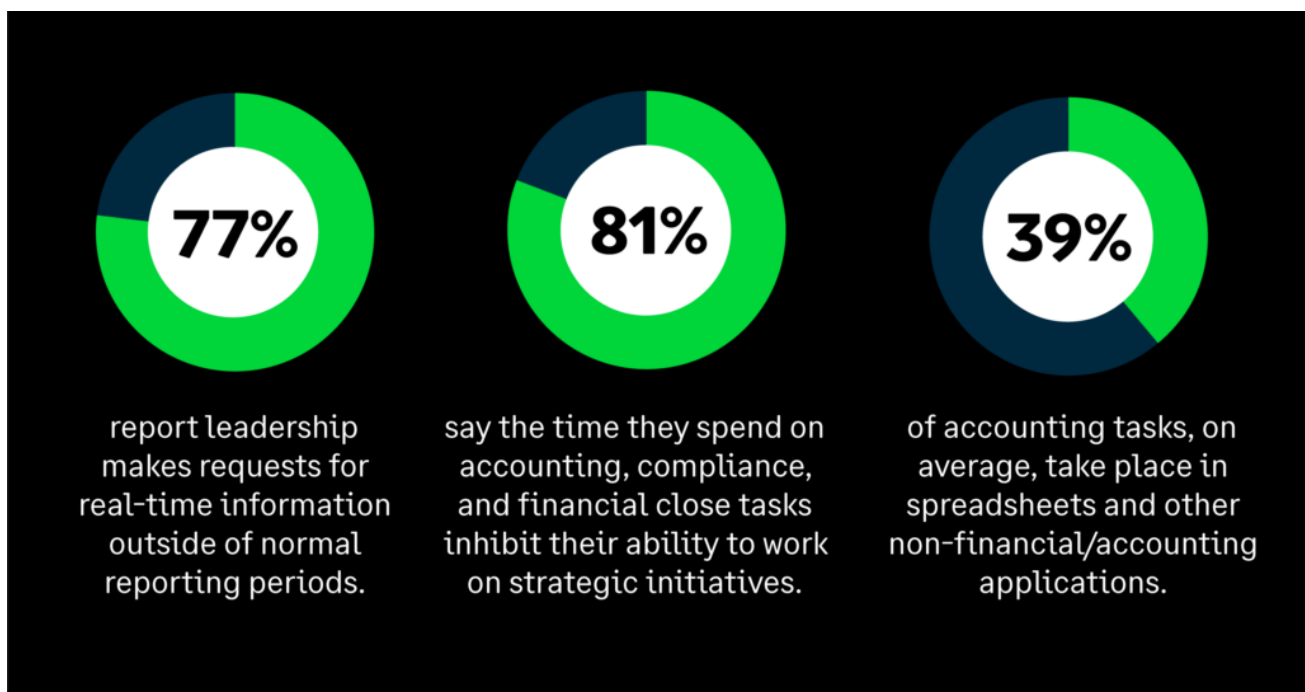 77%
report leadership
makes requests for
real-time information
outside of normal
reporting periods.
81%
say the time they spend on
accounting, compliance,
and financial close tasks
inhibit their ability to work
on strategic initiatives.
39%
of accounting tasks, on
average, take place in
spreadsheets and other
non-financial/accounting
applications.